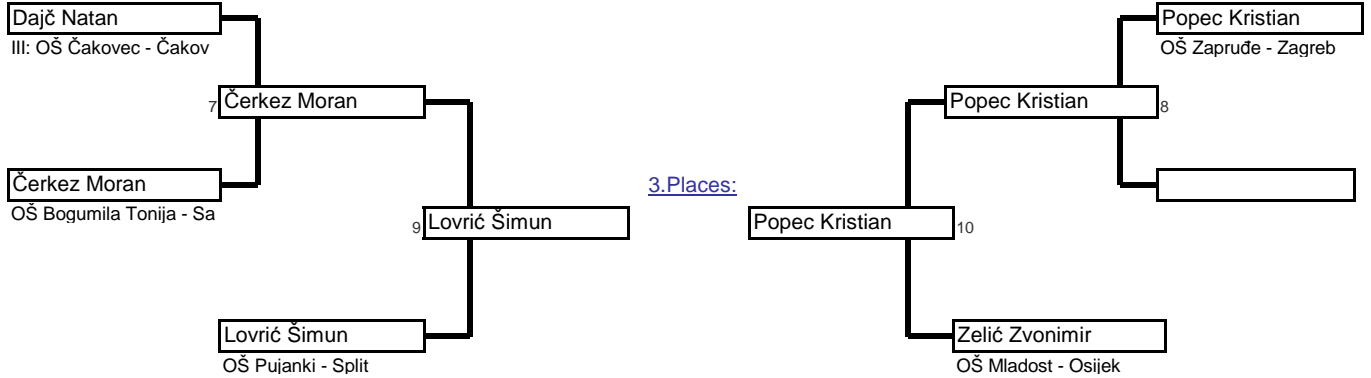 Dajč Natan
III: OŠ Čakovec - Čakov
7
Čerkez Moran
Čerkez Moran
OŠ Bogumila Tonija - Sa
9
Lovrić Šimun
Lovrić Šimun
OŠ Pujanki - Split
3.Places:
Popec Kristian
OŠ Zapruđe - Zagreb
Popec Kristian
8
Popec Kristian
10
Zelić Zvonimir
OŠ Mladost - Osijek